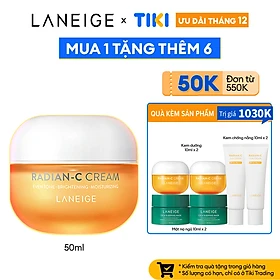 LANEIGE × TIKI
ƯU ĐÃI THÁNG 12
MUA 1 TẶNG THÊM 6
50K Đơn từ 550K
QUÀ KÈM SẢN PHẨM Trị giá 1030K
Kem dưỡng 10ml x 2
Kem chống nắng 10ml x 2
RADIAN-C CREAM
LANEIGE
Mặt nạ ngủ 10ml x 2
50ml
* Kiểm tra quà tặng trong giỏ hàng
* Số lượng có hạn, chỉ có ở Tiki Trading